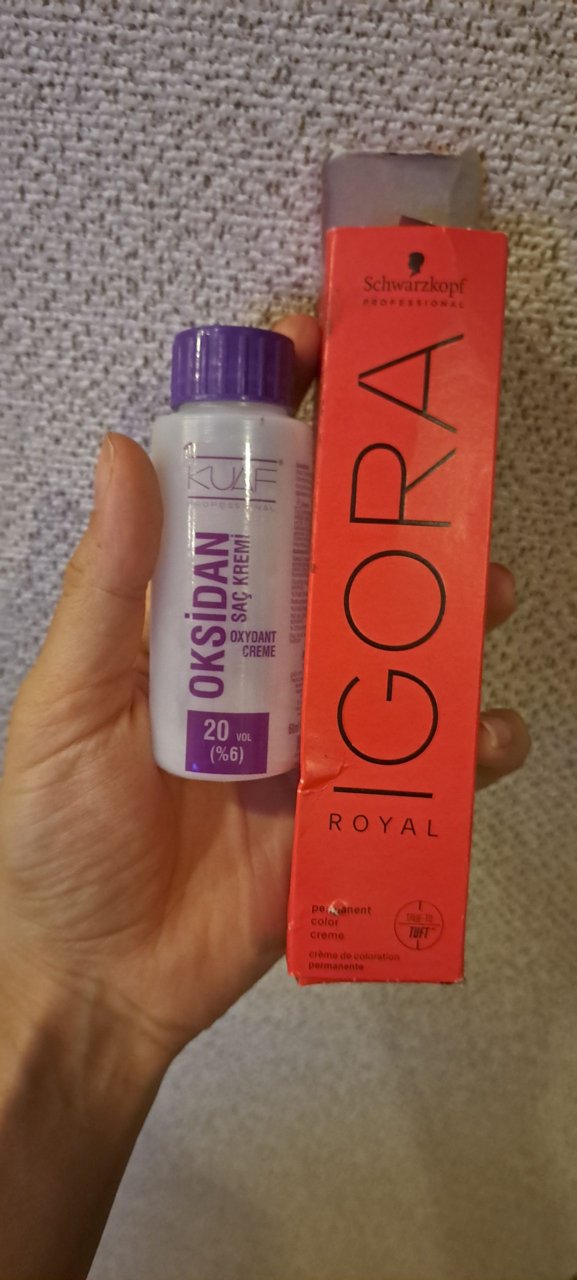 KUAF
PROFESSIONAL
OKSİDAN
SAÇ KREMİ
OXYDANT
CREME
20 VOL
(%6)
Schwarzkopf
PROFESSIONAL
IGORA
ROYAL
permanent
color
creme
crème de coloration
permanente
TRUE-TO
TUFT